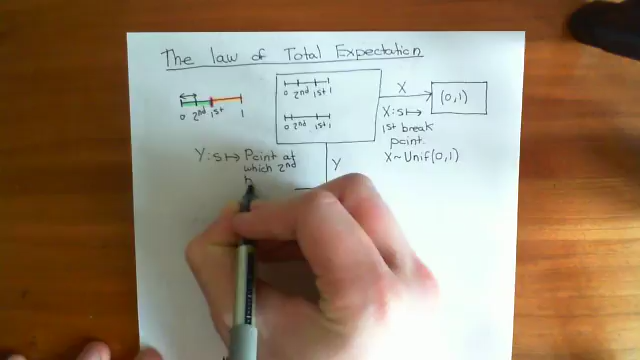 The law of Total Expectation
0 2nd 1st 1
0 2nd 1st 1
0 1st 1
X
(0,1)
X:s↦
1st break
point.
X~Unif(0,1)
Y:s↦ Point at
which 2nd
b
Y